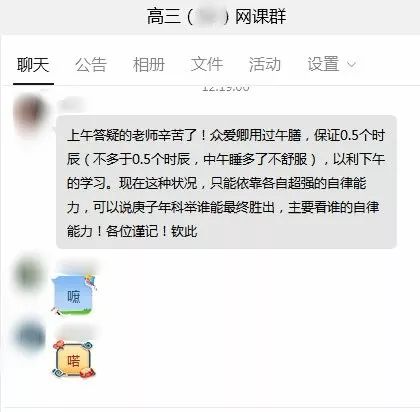 高三（ ）网课群
聊天 公告 相册 文件 活动 设置
12:19:00
上午答疑的老师辛苦了！众爱卿用过午膳，保证0.5个时
辰（不多于0.5个时辰，中午睡多了不舒服），以利下午
的学习。现在这种状况，只能依靠各自超强的自律能
力，可以说庚子年科举谁能最终胜出，主要看谁的自律
能力！各位谨记！钦此
嗻
喏